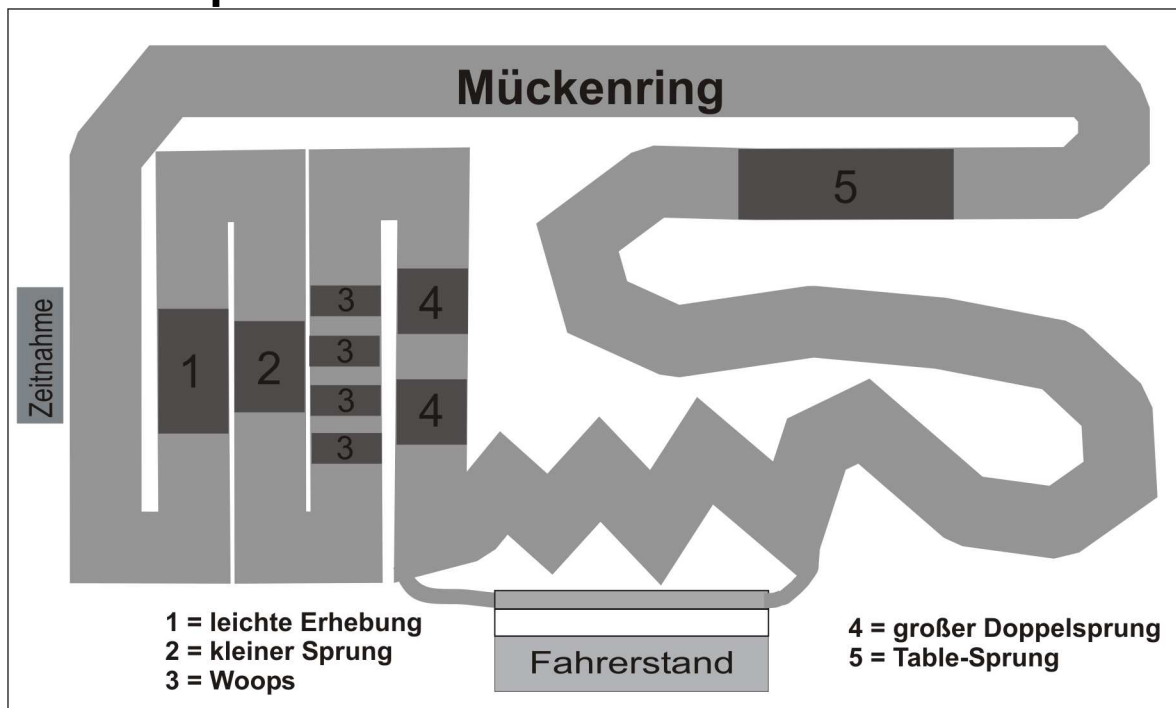 Mückenring
5
3
4
3
1
2
3
4
3
Zeitnahme
1 = leichte Erhebung
2 = kleiner Sprung
3 = Woops
Fahrerstand
4 = großer Doppelsprung
5 = Table-Sprung